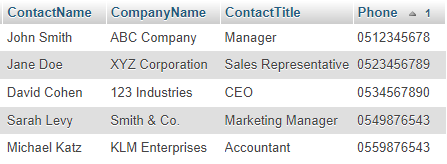 ContactName CompanyName ContactTitle Phone 1
John Smith ABC Company Manager 0512345678
Jane Doe XYZ Corporation Sales Representative 0523456789
David Cohen 123 Industries CEO 0534567890
Sarah Levy Smith & Co. Marketing Manager 0549876543
Michael Katz KLM Enterprises Accountant 0559876543